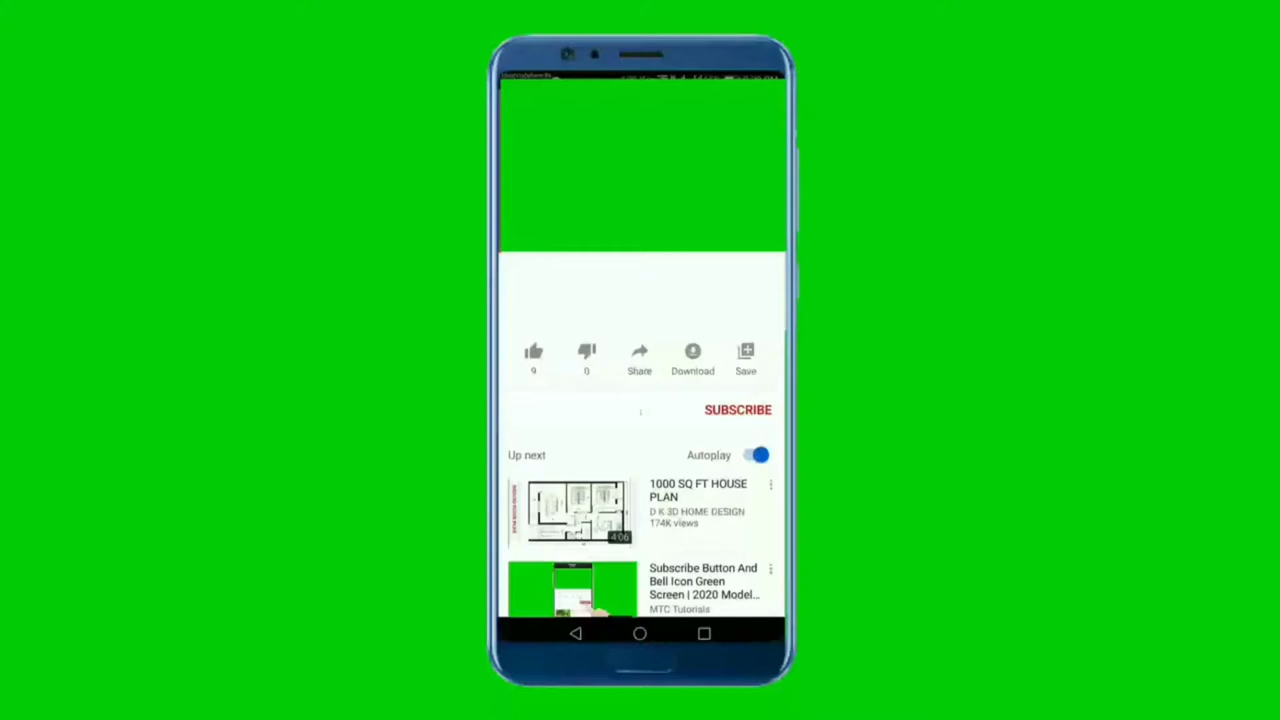 9
0
Share
Download
Save
SUBSCRIBE
Up next
Autoplay
1000 SQ FT HOUSE
PLAN
D K 3D HOME DESIGN
174K views
4:06
Subscribe Button And
Bell Icon Green
Screen | 2020 Model...
MTC Tutorials